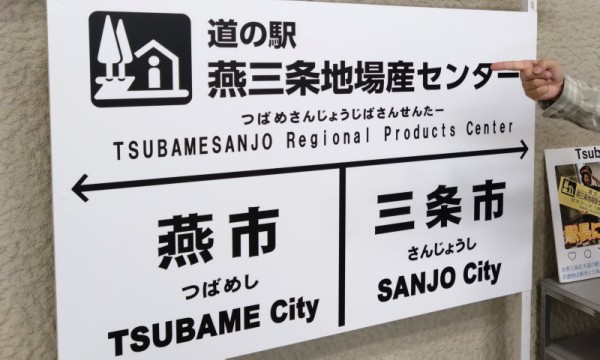 道の駅
燕三条地場産センター
つばめさんじょうじばさんせんたー
TSUBAMESANJO Regional Products Center
燕市
つばめし
TSUBAME City
三条市
さんじょうし
SANJO City
Tsub